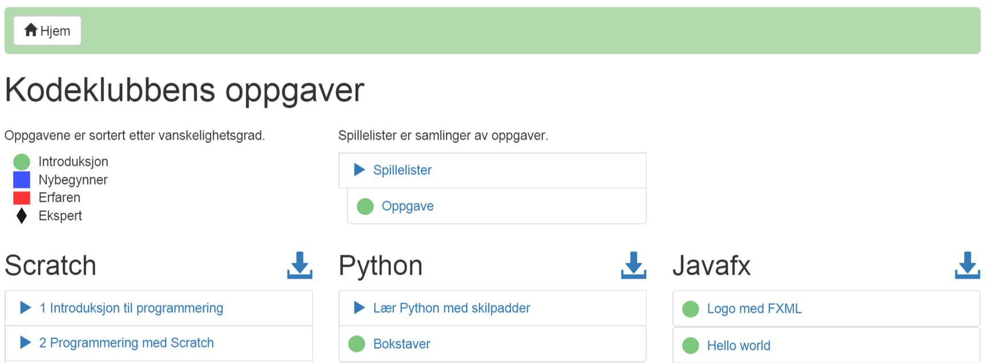 Hjem
Kodeklubbens oppgaver
Oppgavene er sortert etter vanskelighetsgrad.
Introduksjon
Nybegynner
Erfaren
Ekspert
Spillelister er samlinger av oppgaver.
Spillelister
Oppgave
Scratch
1 Introduksjon til programmering
2 Programmering med Scratch
Python
Lær Python med skilpadder
Bokstaver
Javafx
Logo med FXML
Hello world